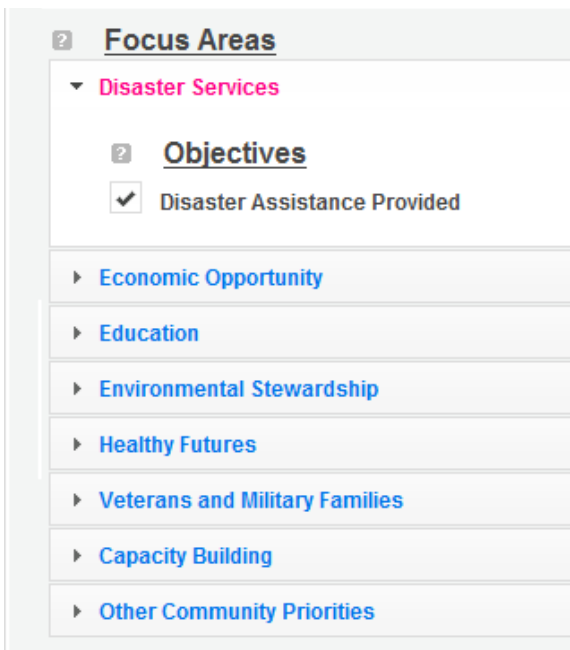 ? Focus Areas
Disaster Services
? Objectives
Disaster Assistance Provided
Economic Opportunity
Education
Environmental Stewardship
Healthy Futures
Veterans and Military Families
Capacity Building
Other Community Priorities